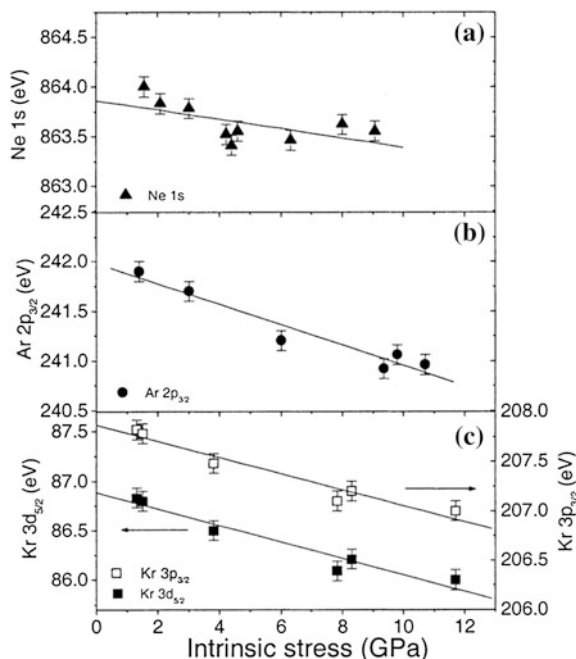 864.5
(a)
864.0
863.5
863.0
242.5
Ne 1s (eV)
Ne 1s
(b)
242.0
241.5
241.0
240.5
Ar 2p3/2 (eV)
Ar 2p3/2
208.0
(c)
87.5
87.0
86.5
86.0
Kr 3d5/2 (eV)
207.5
207.0
206.5
206.0
Kr 3p3/2 (eV)
Kr 3p3/2
Kr 3d5/2
0 2 4 6 8 10 12
Intrinsic stress (GPa)